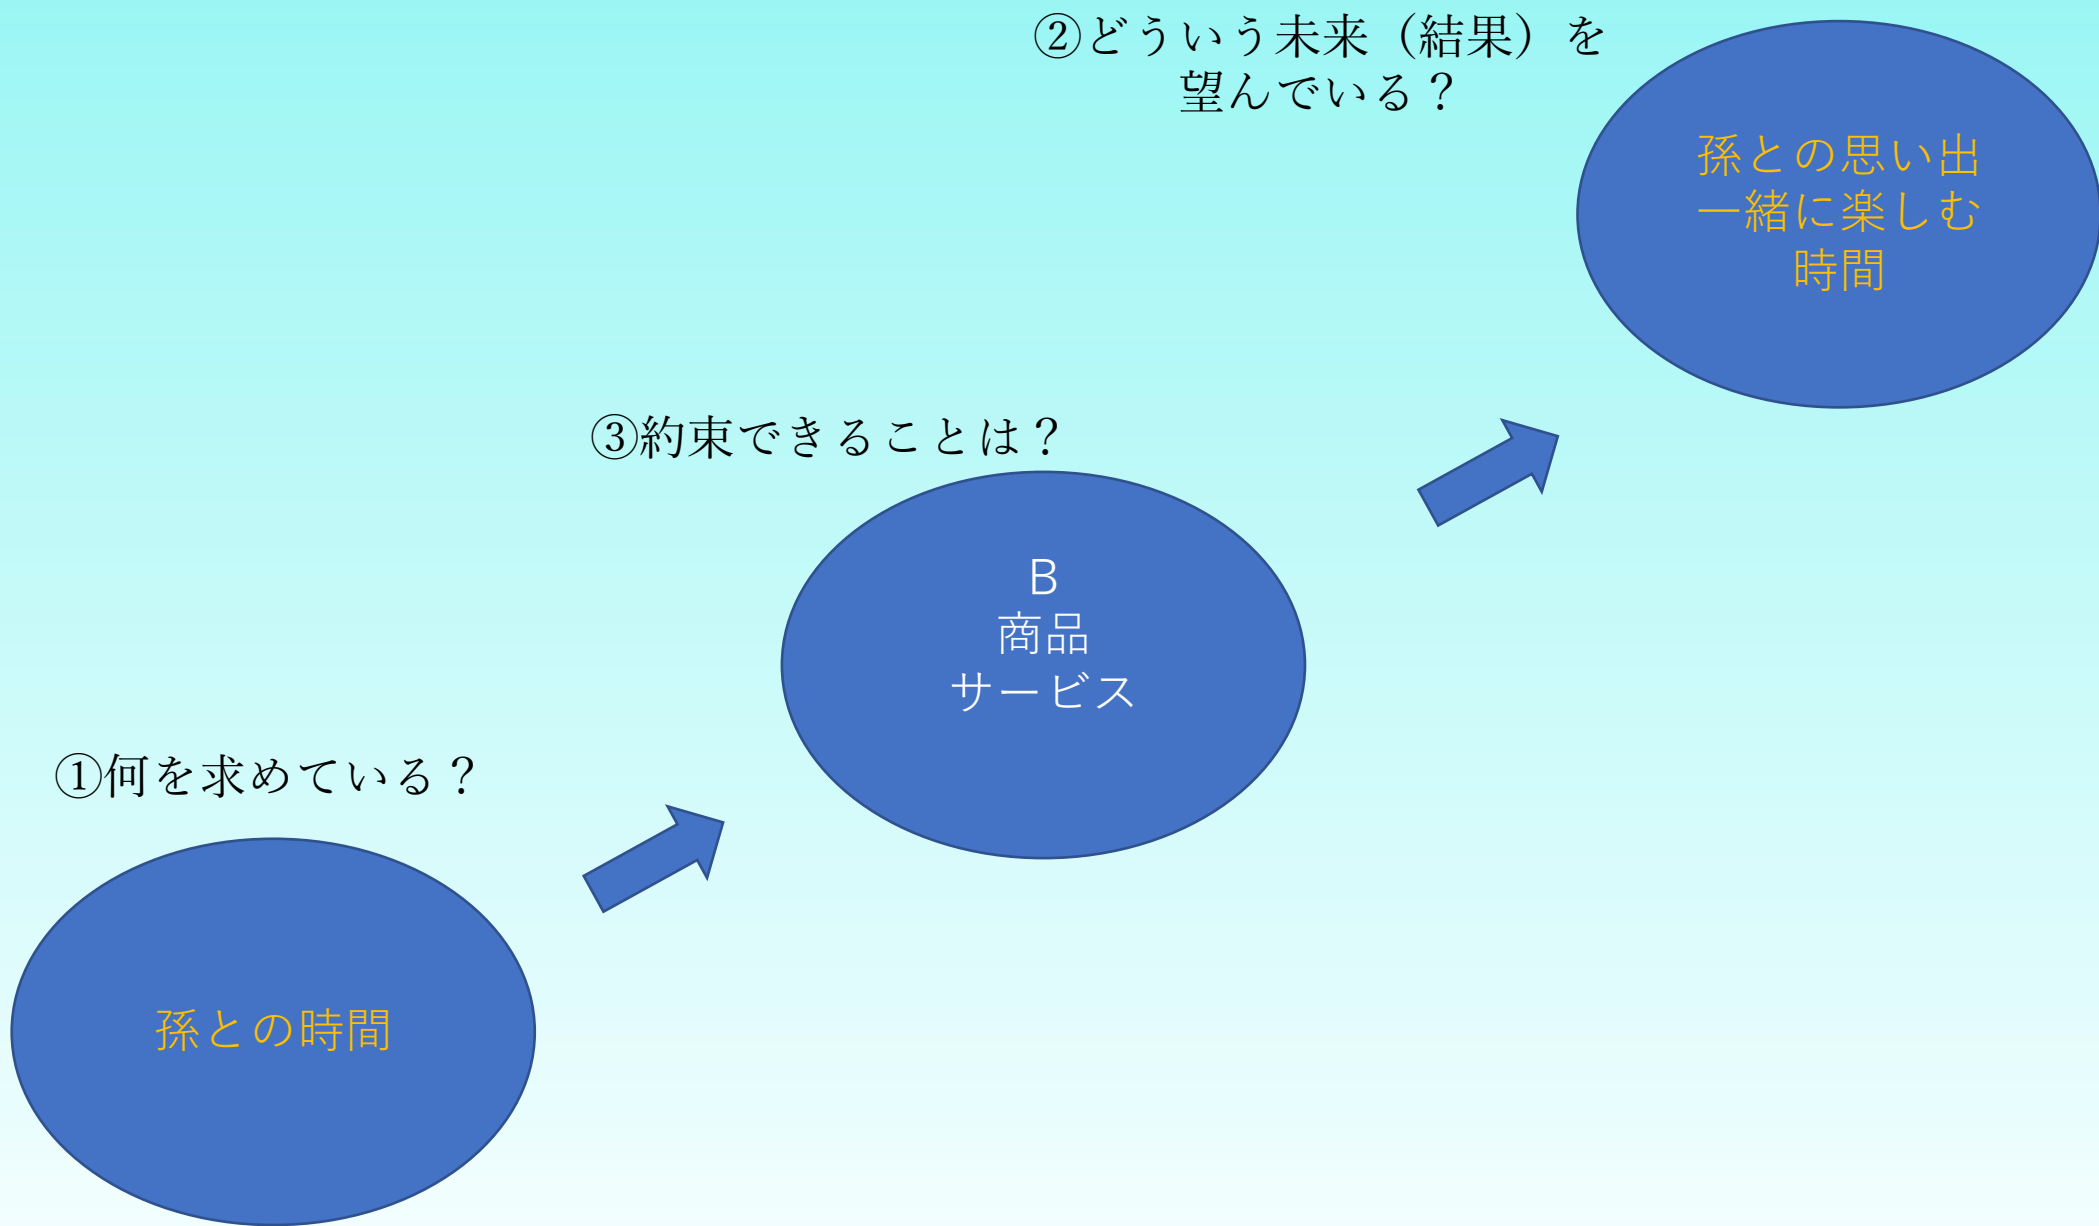 ②どういう未来（結果）を
望んでいる？
孫との思い出
一緒に楽しむ
時間
③約束できることは？
B
商品
サービス
①何を求めている？
孫との時間